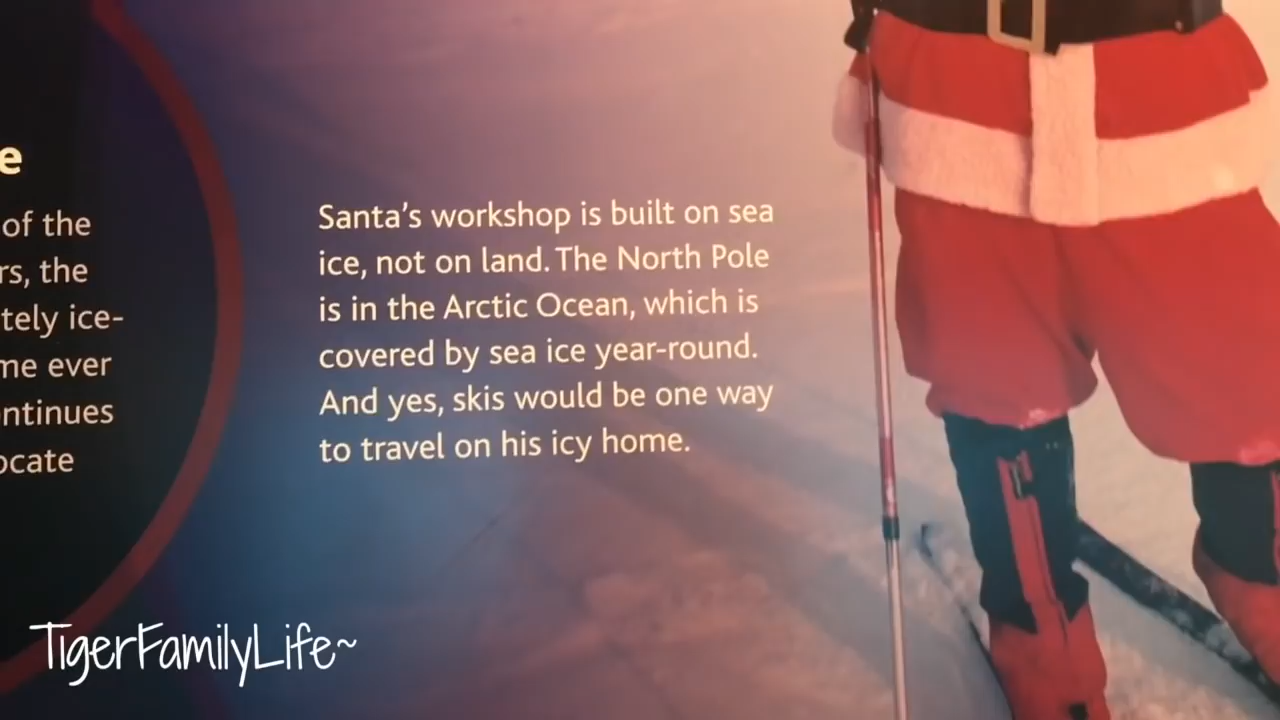 e
of the
rs, the
tely ice-
me ever
ntinues
ocate
Santa's workshop is built on sea
ice, not on land. The North Pole
is in the Arctic Ocean, which is
covered by sea ice year-round.
And yes, skis would be one way
to travel on his icy home.
TigerFamilyLife~